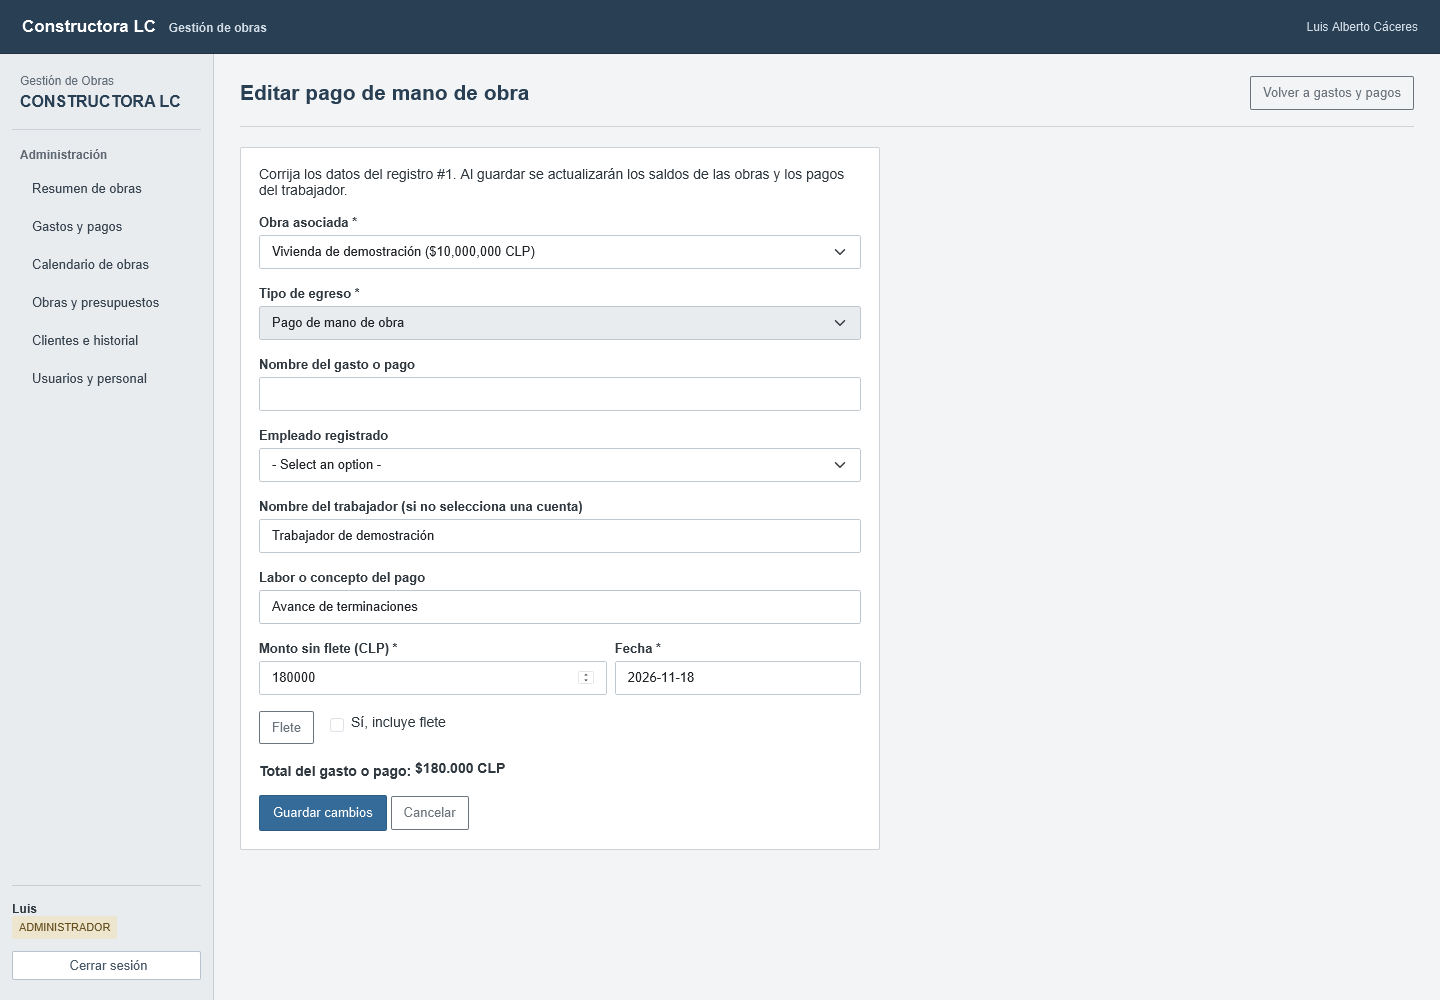 Constructora LC Gestión de obras
Luis Alberto Cáceres
Gestión de Obras
CONSTRUCTORA LC
Administración
Resumen de obras
Gastos y pagos
Calendario de obras
Obras y presupuestos
Clientes e historial
Usuarios y personal
Luis
ADMINISTRADOR
Cerrar sesión
Editar pago de mano de obra
Volver a gastos y pagos
Corrija los datos del registro #1. Al guardar se actualizarán los saldos de las obras y los pagos
del trabajador.
Obra asociada *
Vivienda de demostración ($10,000,000 CLP)
Tipo de egreso *
Pago de mano de obra
Nombre del gasto o pago
Empleado registrado
- Select an option -
Nombre del trabajador (si no selecciona una cuenta)
Trabajador de demostración
Labor o concepto del pago
Avance de terminaciones
Monto sin flete (CLP) * Fecha *
180000 2026-11-18
Flete Sí, incluye flete
Total del gasto o pago: $180.000 CLP
Guardar cambios Cancelar